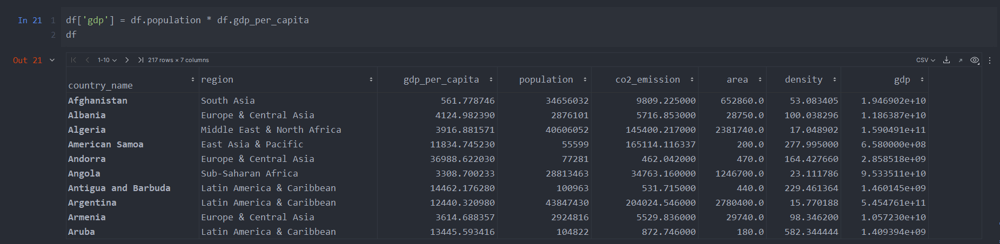 In 21 1 df['gdp'] = df.population * df.gdp_per_capita
2 df
Out 21 1-10 217 rows × 7 columns CSV
country_name region gdp_per_capita population co2_emission area density gdp
Afghanistan South Asia 561.778746 34656032 9809.225000 652860.0 53.083405 1.946902e+10
Albania Europe & Central Asia 4124.982390 2876101 5716.853000 28750.0 100.038296 1.186387e+10
Algeria Middle East & North Africa 3916.881571 40606052 145400.217000 2381740.0 17.048902 1.590491e+11
American Samoa East Asia & Pacific 11834.745230 55599 165114.116337 200.0 277.995000 6.580000e+08
Andorra Europe & Central Asia 36988.622030 77281 462.042000 470.0 164.427660 2.858518e+09
Angola Sub-Saharan Africa 3308.700233 28813463 34763.160000 1246700.0 23.111786 9.533511e+10
Antigua and Barbuda Latin America & Caribbean 14462.176280 100963 531.715000 440.0 229.461364 1.460145e+09
Argentina Latin America & Caribbean 12440.320980 43847430 204024.546000 2780400.0 15.770188 5.454761e+11
Armenia Europe & Central Asia 3614.688357 2924816 5529.836000 29740.0 98.346200 1.057230e+10
Aruba Latin America & Caribbean 13445.593416 104822 872.746000 180.0 582.344444 1.409394e+09